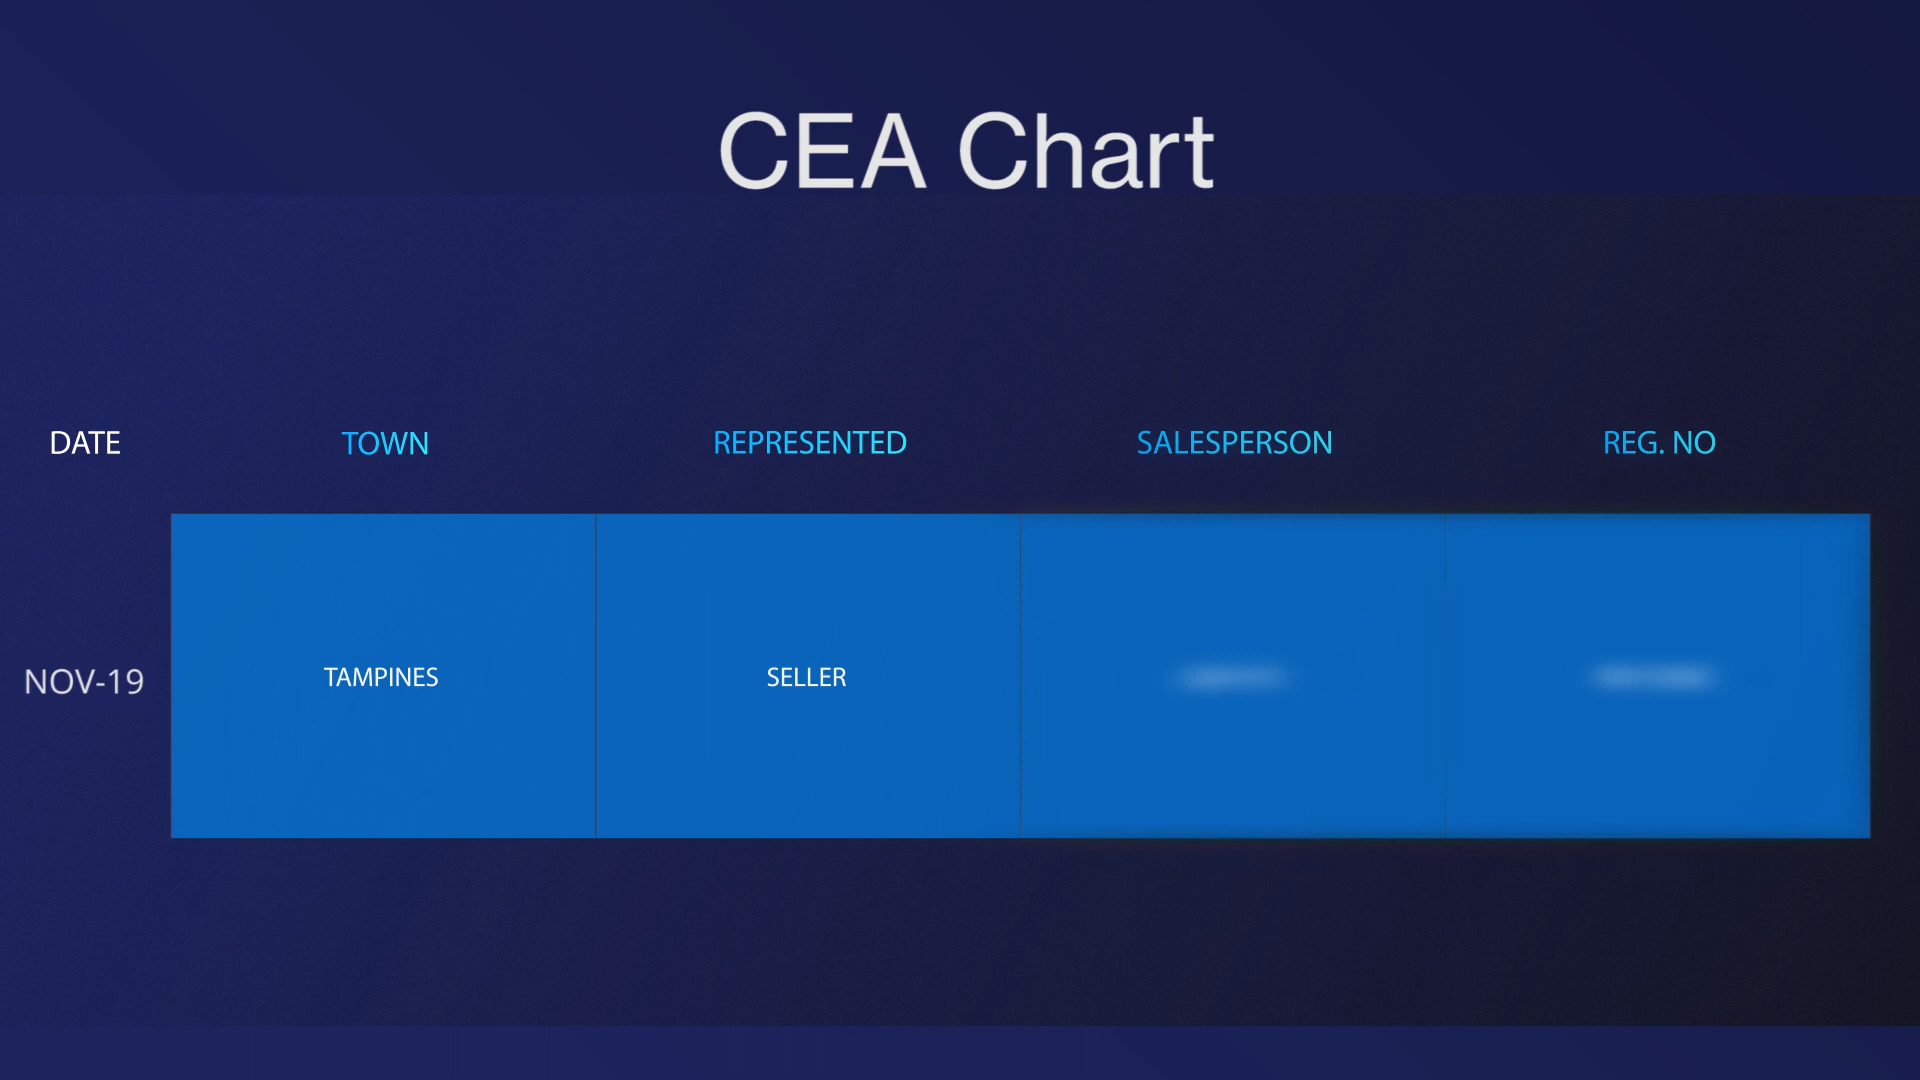 CEA Chart
DATE TOWN REPRESENTED SALESPERSON REG. NO
NOV-19 TAMPINES SELLER